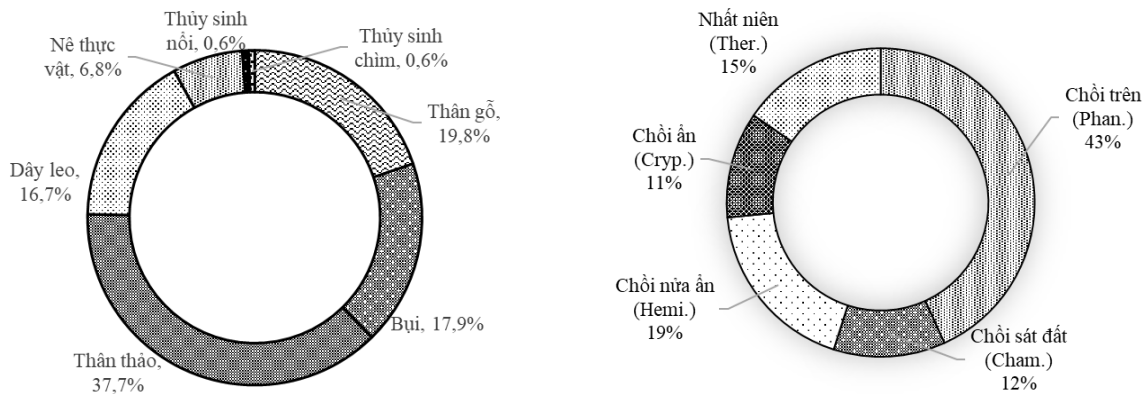 Thủy sinh
nổi, 0,6%
Thủy sinh
chìm, 0,6%
Nê thực
vật, 6,8%
Thân gỗ,
19,8%
Dây leo,
16,7%
Bụi, 17,9%
Thân thảo,
37,7%
Nhất niên
(Ther.)
15%
Chồi trên
(Phan.)
43%
Chồi ẩn
(Cryp.)
11%
Chồi nửa ẩn
(Hemi.)
19%
Chồi sát đất
(Cham.)
12%